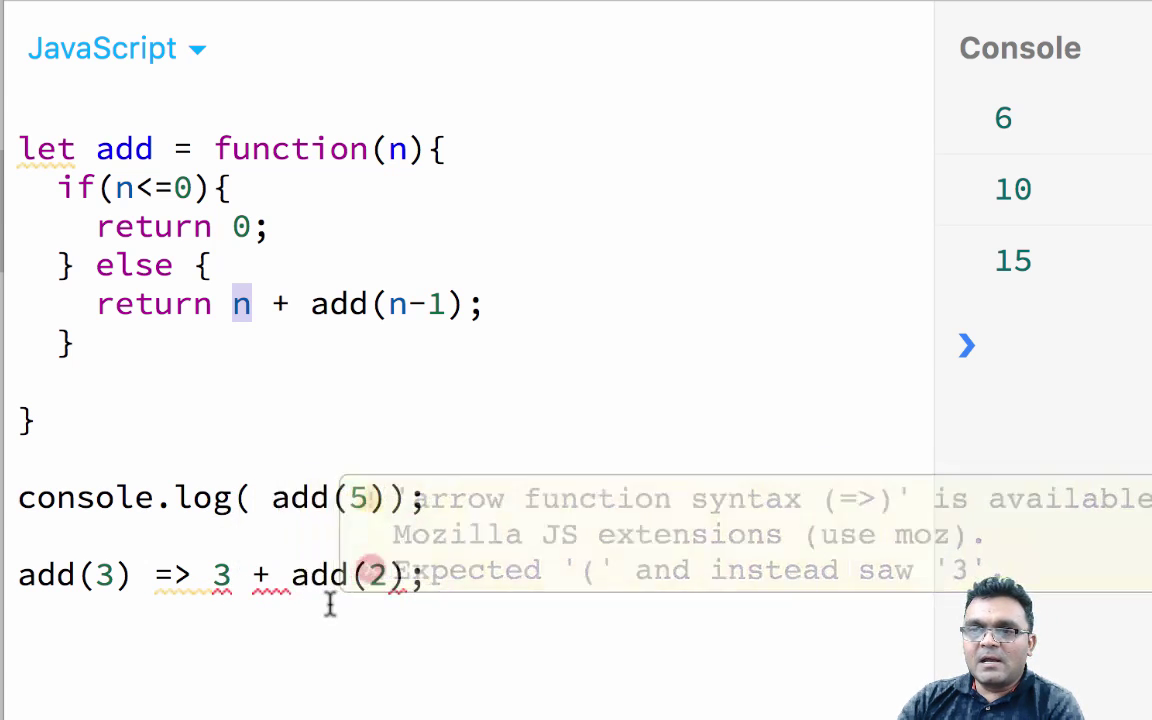 JavaScript
Console
let add = function(n){
if(n<=0){
return 0;
} else {
return n + add(n-1);
}
}
console.log( add(5));
add(3) => 3 + add(2);
'arrow function syntax (=>)' is available
Mozilla JS extensions (use moz).
Expected '(' and instead saw '3'.
6
10
15